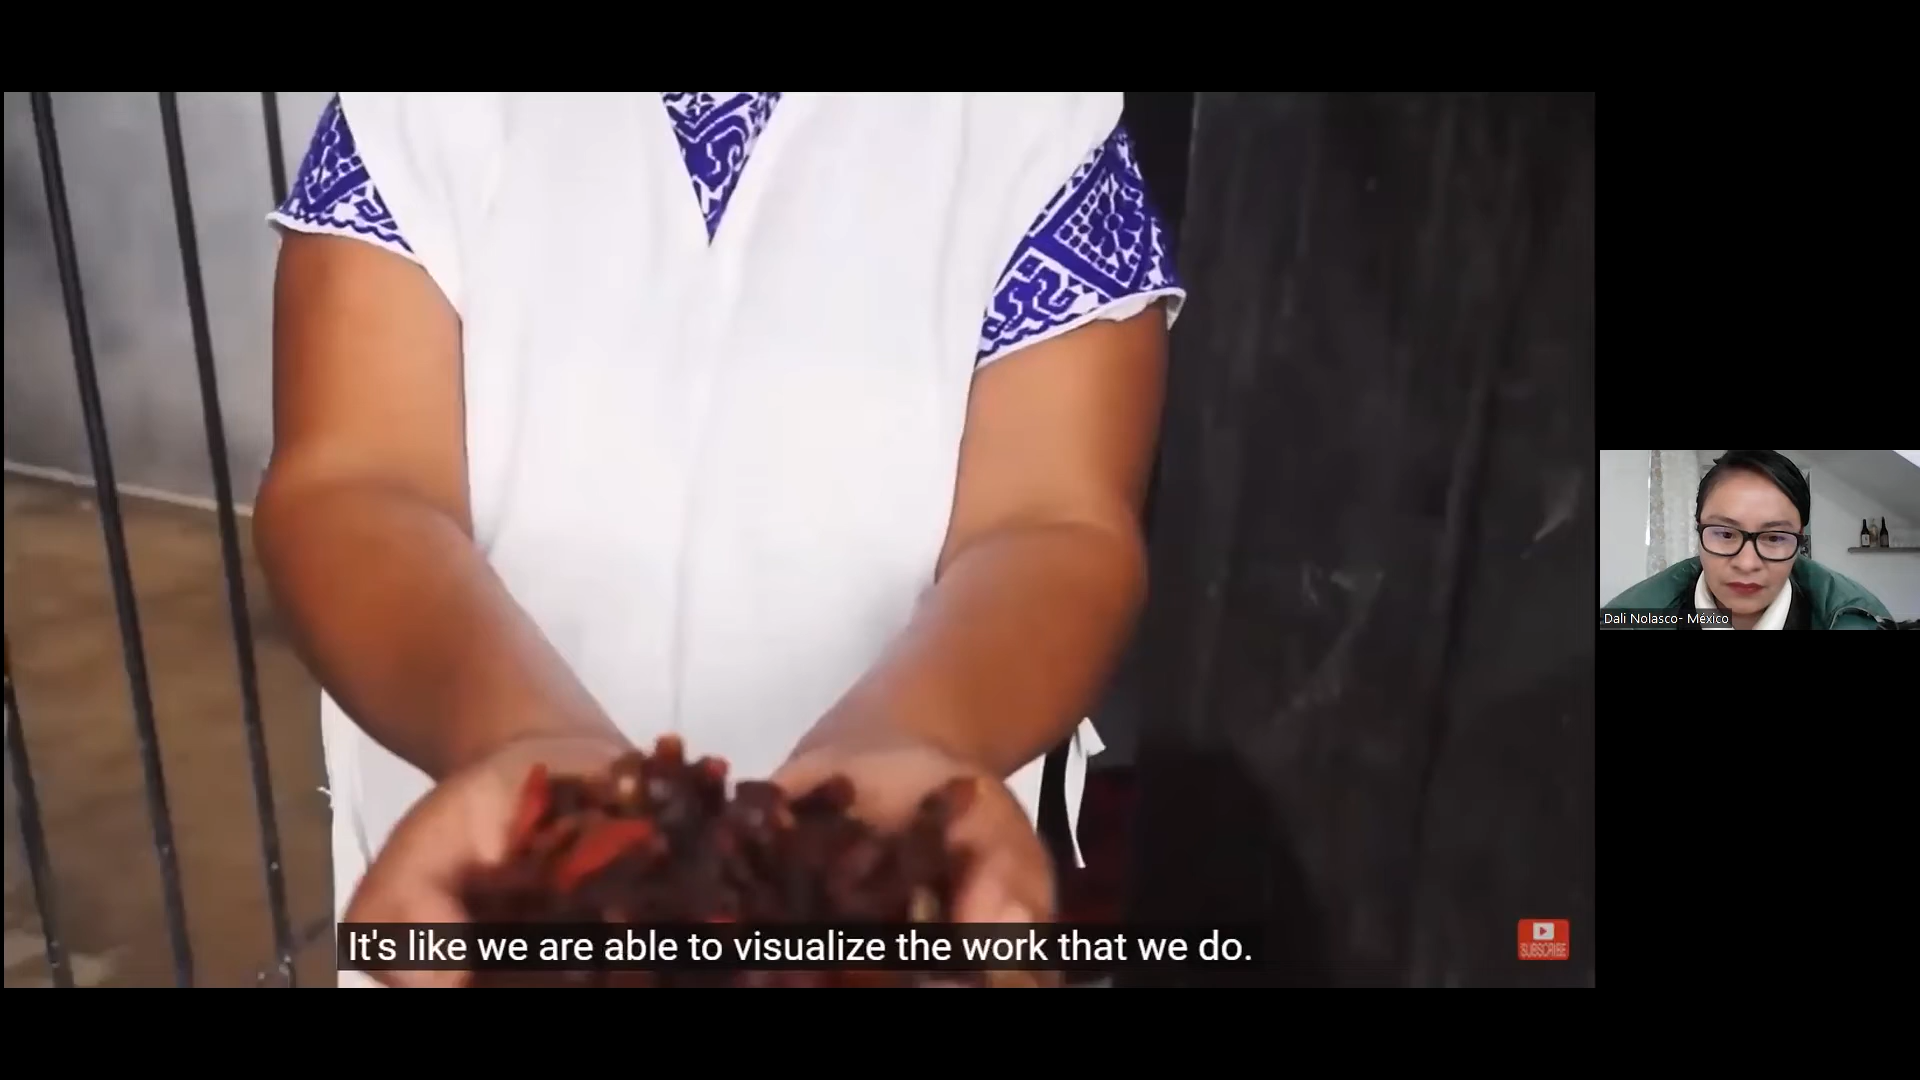 It's like we are able to visualize the work that we do.
SUBSCRIBE
Dali Nolasco- México